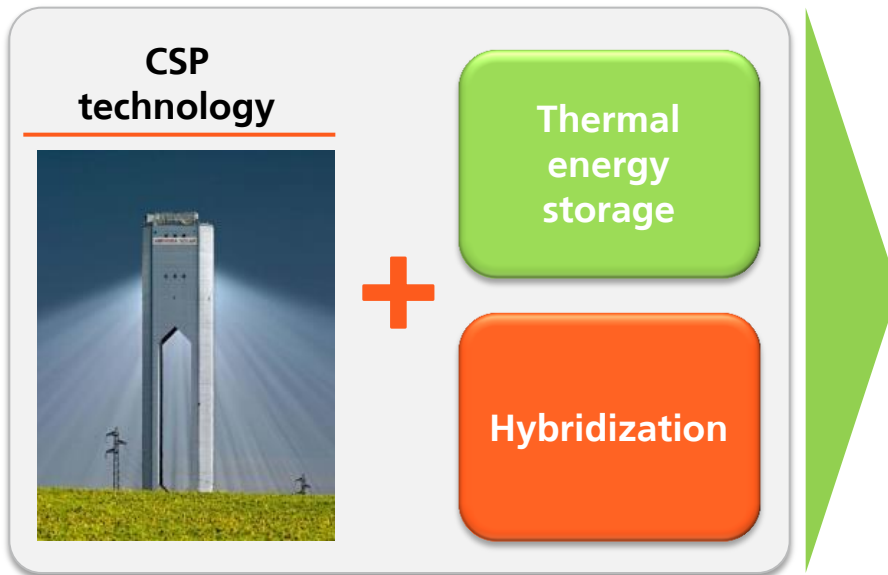 CSP
technology
Thermal
energy
storage
Hybridization